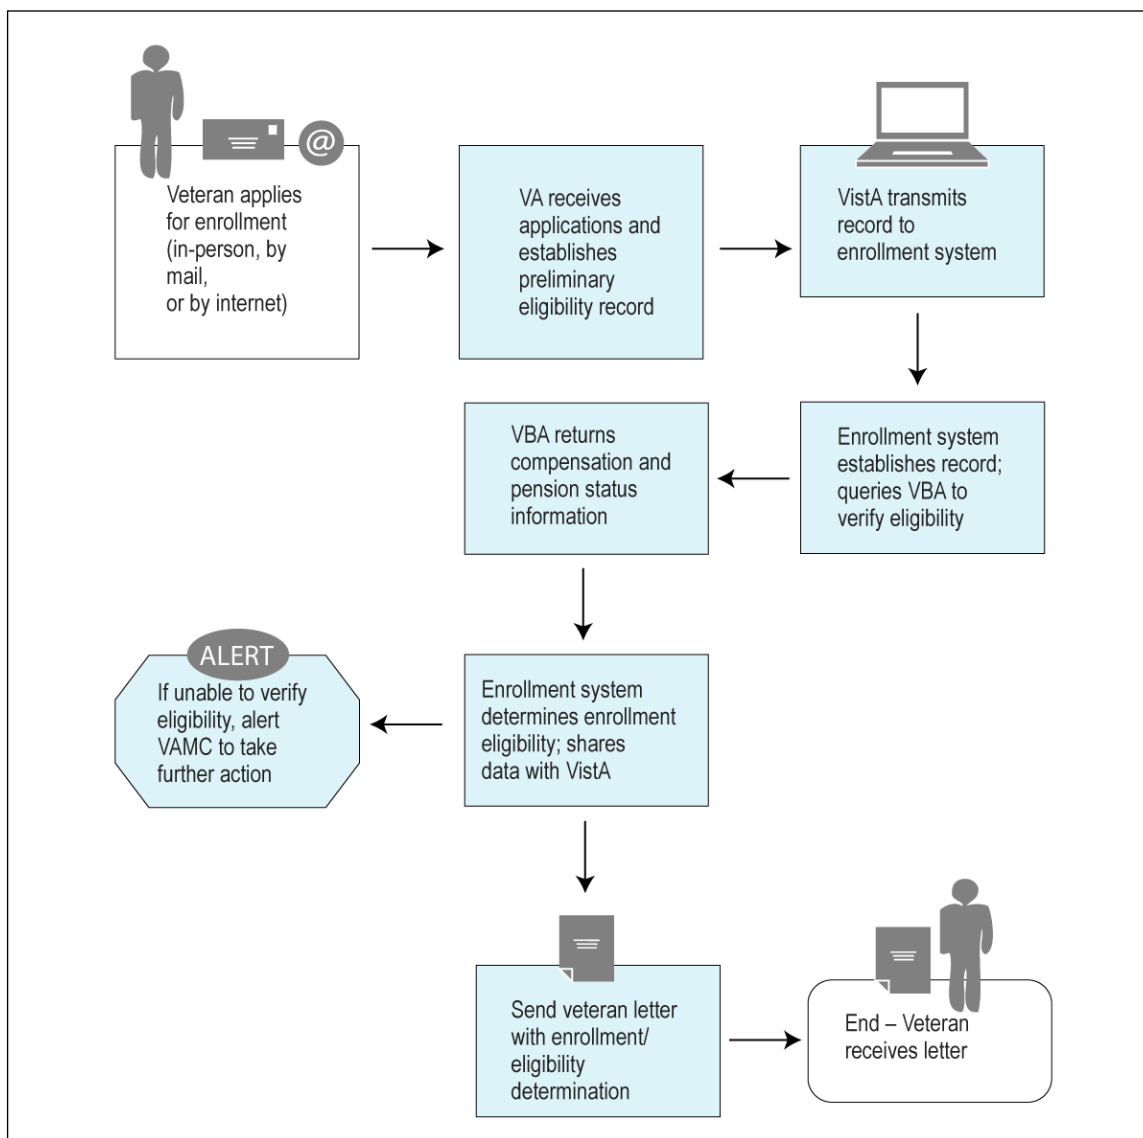 @
Veteran applies
for enrollment
(in-person, by
mail,
or by internet)
VA receives
applications and
establishes
preliminary
eligibility record
VistA transmits
record to
enrollment system
Enrollment system
establishes record;
queries VBA to
verify eligibility
VBA returns
compensation and
pension status
information
Enrollment system
determines enrollment
eligibility; shares
data with VistA
ALERT
If unable to verify
eligibility, alert
VAMC to take
further action
Send veteran letter
with enrollment/
eligibility
determination
End – Veteran
receives letter